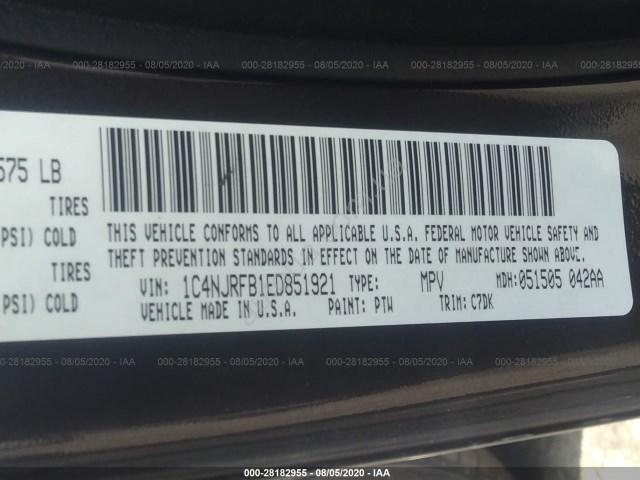 000-28182955 - 08/05/2020 - IAA
575 LB
TIRES
PSI) COLD
TIRES
PSI) COLD
THIS VEHICLE CONFORMS TO ALL APPLICABLE U.S.A. FEDERAL MOTOR VEHICLE SAFETY AND
THEFT PREVENTION STANDARDS IN EFFECT ON THE DATE OF MANUFACTURE SHOWN ABOVE.
VIN: 1C4NJRFB1ED851921 TYPE: MPV MDH:051505 042AA
VEHICLE MADE IN U.S.A. PAINT: PTW TRIM: C7DK
000-28182955 - 08/05/2020 - IAA